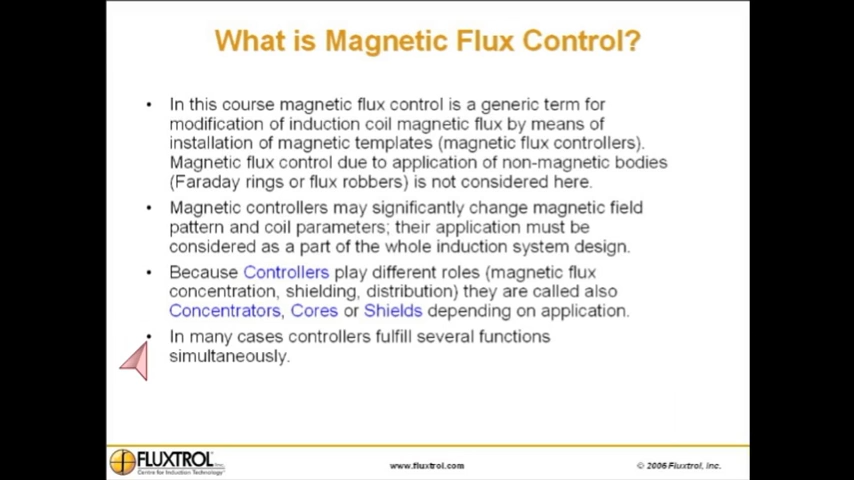 What is Magnetic Flux Control?
• In this course magnetic flux control is a generic term for
modification of induction coil magnetic flux by means of
installation of magnetic templates (magnetic flux controllers).
Magnetic flux control due to application of non-magnetic bodies
(Faraday rings or flux robbers) is not considered here.
• Magnetic controllers may significantly change magnetic field
pattern and coil parameters; their application must be
considered as a part of the whole induction system design.
• Because Controllers play different roles (magnetic flux
concentration, shielding, distribution) they are called also
Concentrators, Cores or Shields depending on application.
• In many cases controllers fulfill several functions
simultaneously.
FLUXTROL Inc.
Centre for Induction Technology
www.fluxtrol.com
© 2006 Fluxtrol, Inc.